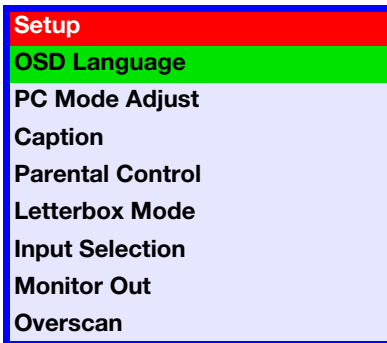 Setup
OSD Language
PC Mode Adjust
Caption
Parental Control
Letterbox Mode
Input Selection
Monitor Out
Overscan